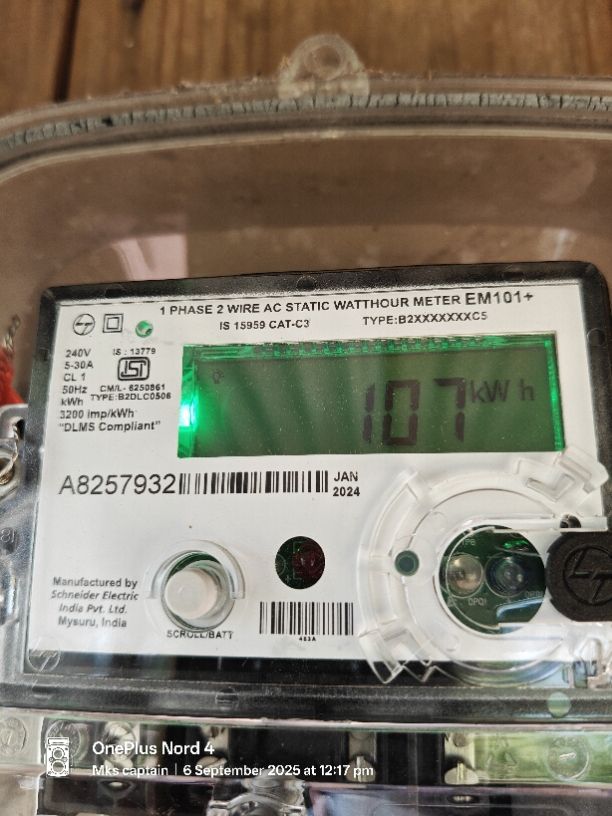 1 PHASE 2 WIRE AC STATIC WATTHOUR METER EM101+
IS 15959 CAT-C3 TYPE:B2XXXXXXXC5
240V
5-30A
CL 1
50Hz
kWh
3200 imp/kWh
"DLMS Compliant"
IS : 13779
ISI
CM/L- 6250861
TYPE:B2DLC0506
107 kWh
A8257932
JAN
2024
Manufactured by
Schneider Electric
India Pvt. Ltd.
Mysuru, India
SCROLL/BATT
LT
OnePlus Nord 4
Mks captain | 6 September 2025 at 12:17 pm